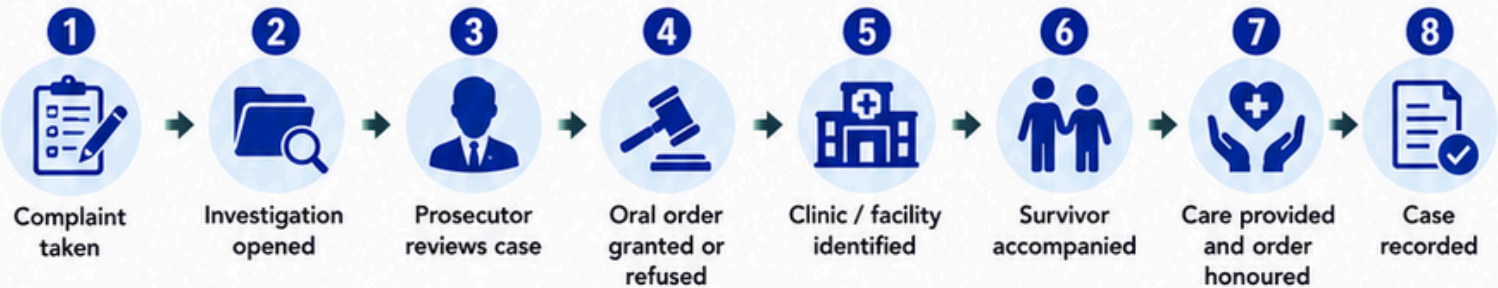 1
2
3
4
5
6
7
8
Complaint
taken
Investigation
opened
Prosecutor
reviews case
Oral order
granted or
refused
Clinic / facility
identified
Survivor
accompanied
Care provided
and order
honoured
Case
recorded